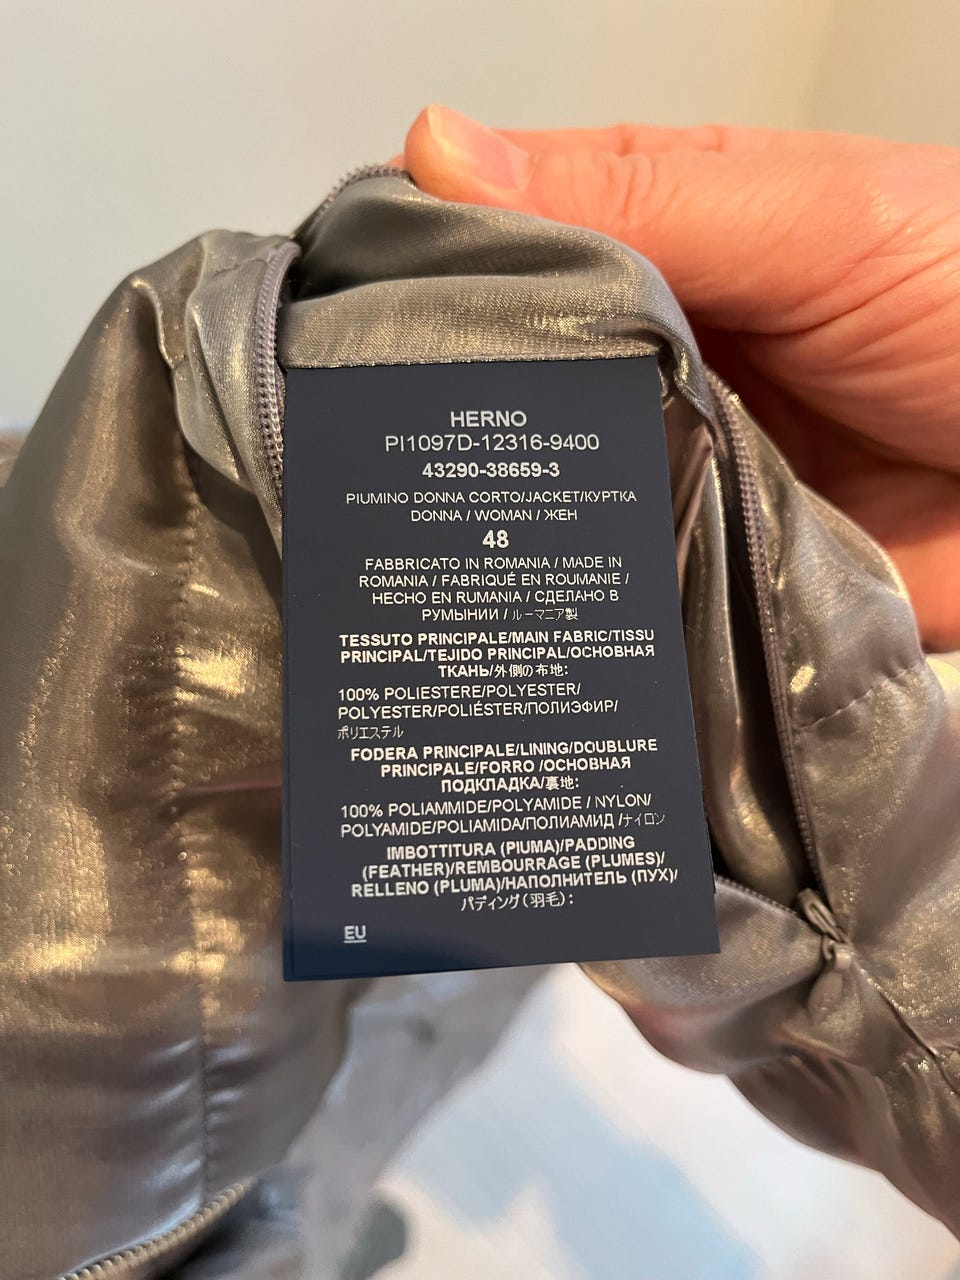 HERNO
PI1097D-12316-9400
43290-38659-3
PIUMINO DONNA CORTO/JACKET/КУРТКА
DONNA / WOMAN / ЖЕН
48
FABBRICATO IN ROMANIA / MADE IN
ROMANIA / FABRIQUÉ EN ROUMANIE /
HECHO EN RUMANIA / СДЕЛАНО В
РУМЫНИИ / ルーマニア製
TESSUTO PRINCIPALE/MAIN FABRIC/TISSU
PRINCIPAL/TEJIDO PRINCIPAL/ОСНОВНАЯ
ТКАНЬ/外側の布地:
100% POLIESTERE/POLYESTER/
POLYESTER/POLIÉSTER/ПОЛИЭФИР/
ポリエステル
FODERA PRINCIPALE/LINING/DOUBLURE
PRINCIPALE/FORRO /ОСНОВНАЯ
ПОДКЛАДКА/裏地:
100% POLIAMMIDE/POLYAMIDE / NYLON/
POLYAMIDE/POLIAMIDA/ПОЛИАМИД /ナイロン
IMBOTTITURA (PIUMA)/PADDING
(FEATHER)/REMBOURRAGE (PLUMES)/
RELLENO (PLUMA)/НАПОЛНИТЕЛЬ (ПУХ)/
パディング(羽毛):
EU